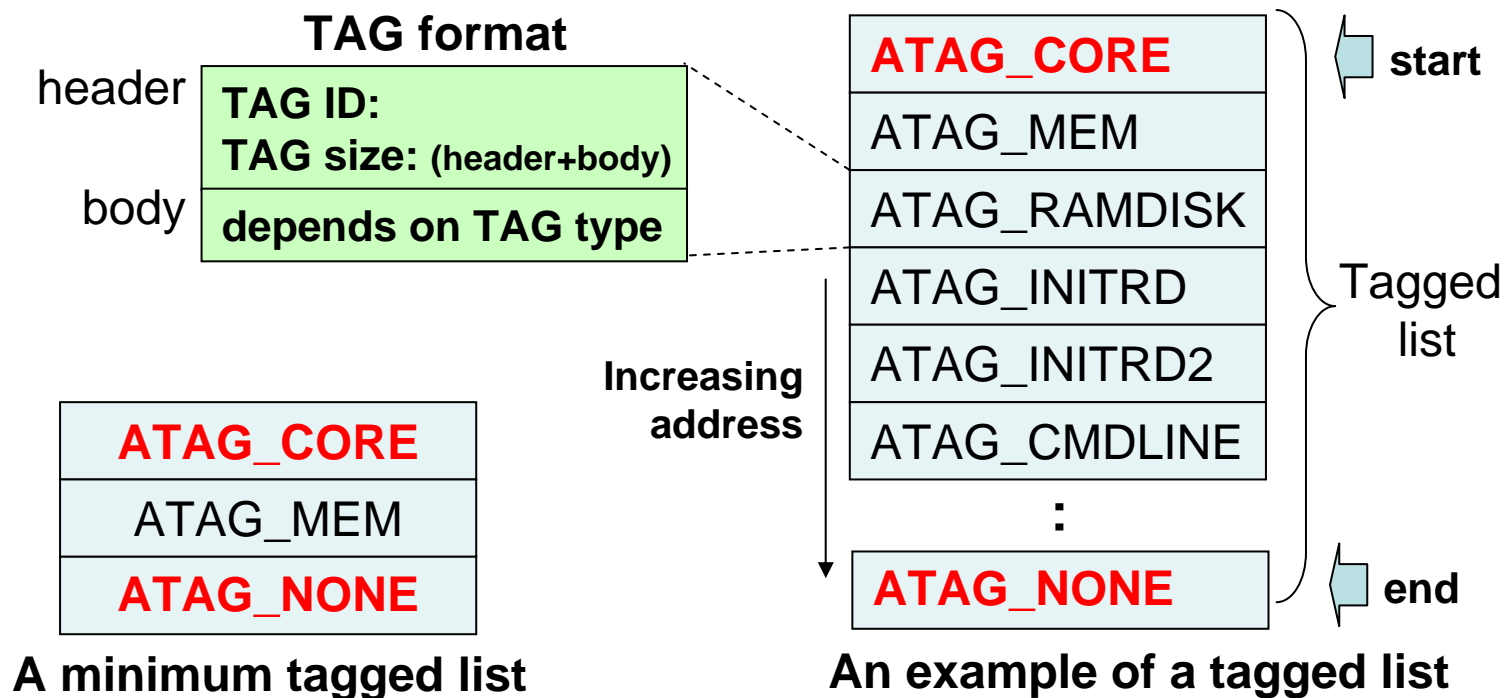 TAG format
header
TAG ID:
TAG size: (header+body)
body
depends on TAG type
ATAG_CORE
ATAG_MEM
ATAG_RAMDISK
ATAG_INITRD
ATAG_INITRD2
ATAG_CMDLINE
:
ATAG_NONE
start
Tagged
list
end
Increasing
address
An example of a tagged list
ATAG_CORE
ATAG_MEM
ATAG_NONE
A minimum tagged list